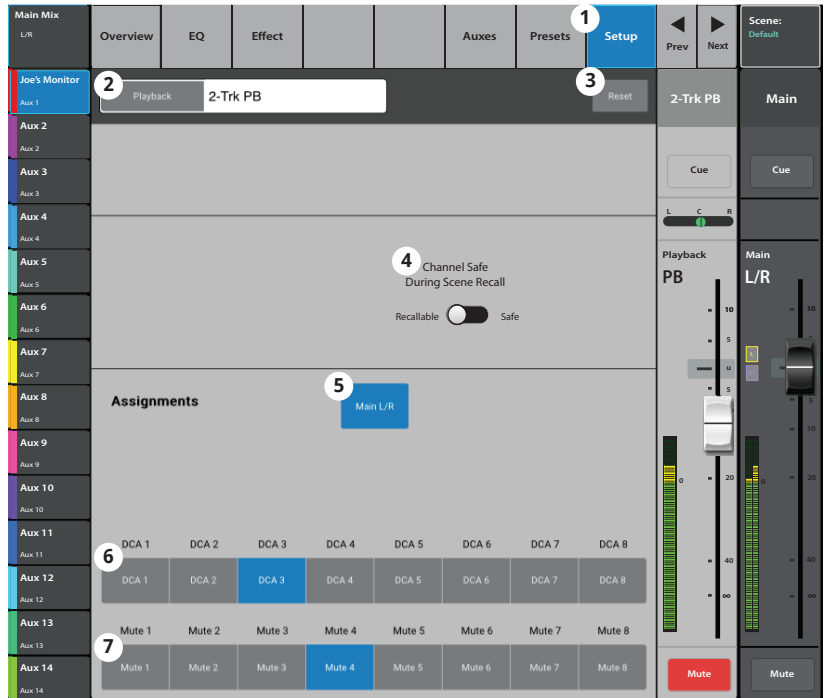 Main Mix
L/R
Overview
EQ
Effect
Auxes
Presets
1
Setup
Prev
Next
Scene:
Default
Joe's Monitor
Aux 1
Aux 2
Aux 2
Aux 3
Aux 3
Aux 4
Aux 4
Aux 5
Aux 5
Aux 6
Aux 6
Aux 7
Aux 7
Aux 8
Aux 8
Aux 9
Aux 9
Aux 10
Aux 10
Aux 11
Aux 11
Aux 12
Aux 12
Aux 13
Aux 13
Aux 14
Aux 14
2
Playback
2-Trk PB
3
Reset
4
Channel Safe
During Scene Recall
Recallable
Safe
Assignments
5
Main L/R
DCA 1 DCA 2 DCA 3 DCA 4 DCA 5 DCA 6 DCA 7 DCA 8
6
DCA 1 DCA 2 DCA 3 DCA 4 DCA 5 DCA 6 DCA 7 DCA 8
Mute 1 Mute 2 Mute 3 Mute 4 Mute 5 Mute 6 Mute 7 Mute 8
7
Mute 1 Mute 2 Mute 3 Mute 4 Mute 5 Mute 6 Mute 7 Mute 8
2-Trk PB
Cue
L C R
Playback
PB
10
5
U
5
0
20
40
∞
Mute
Main
Cue
Main
L/R
10
L
5
10
0
20
40
∞
Mute